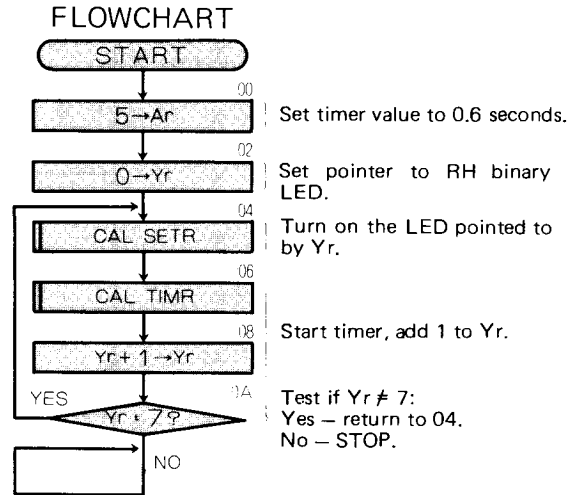 FLOWCHART
START
00
5→Ar
Set timer value to 0.6 seconds.
02
0→Yr
Set pointer to RH binary
LED.
04
CAL SETR
Turn on the LED pointed to
by Yr.
06
CAL TIMR
08
Yr + 1→Yr
Start timer, add 1 to Yr.
0A
YES
Yr ≠ 7?
Test if Yr ≠ 7:
Yes – return to 04.
No – STOP.
NO